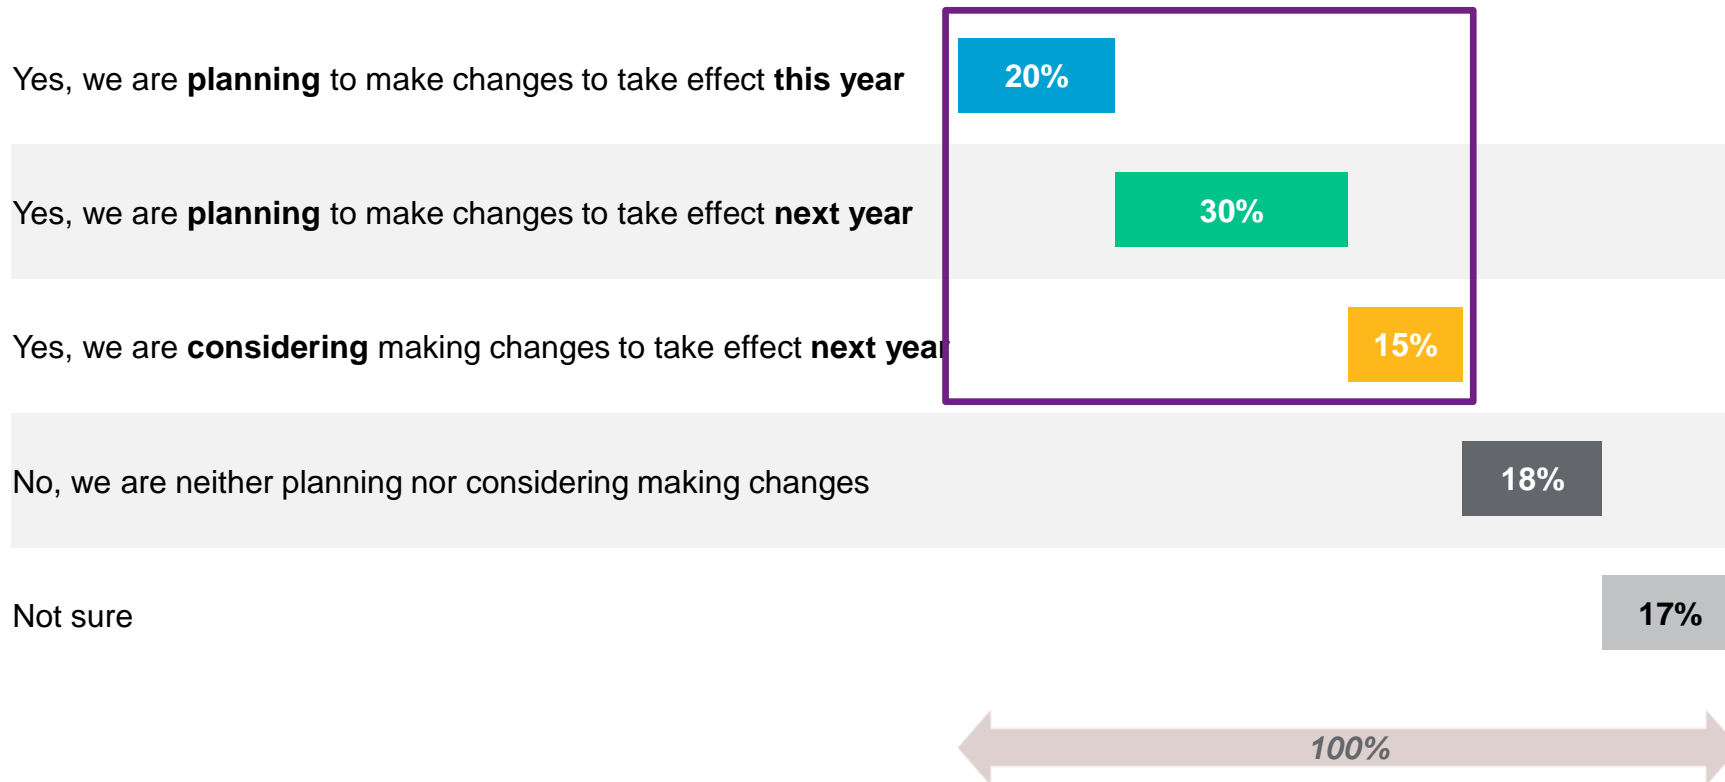 Yes, we are planning to make changes to take effect this year 20%
Yes, we are planning to make changes to take effect next year 30%
Yes, we are considering making changes to take effect next year 15%
No, we are neither planning nor considering making changes 18%
Not sure 17%
100%